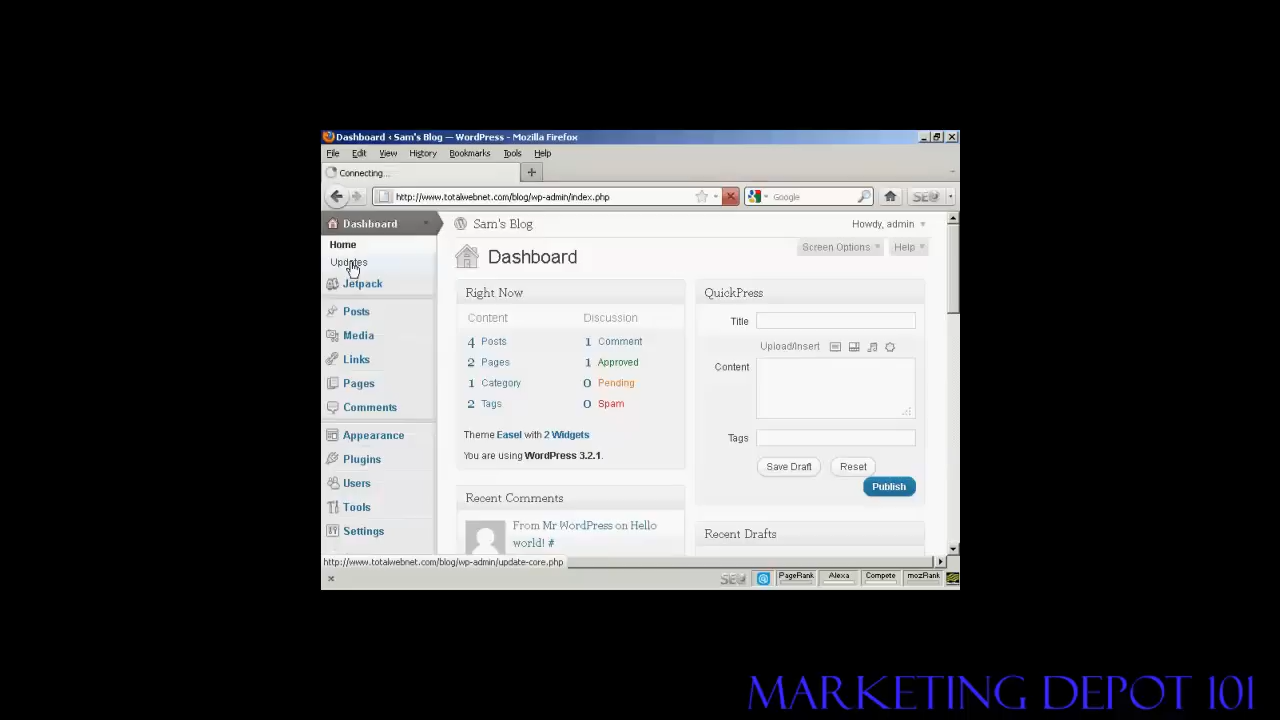 Dashboard ‹ Sam's Blog — WordPress - Mozilla Firefox
File Edit View History Bookmarks Tools Help
Connecting...
http://www.totalwebnet.com/blog/wp-admin/index.php
Google
SEO
Dashboard
Sam's Blog
Howdy, admin
Home
Updates
Jetpack
Posts
Media
Links
Pages
Comments
Appearance
Plugins
Users
Tools
Settings
Dashboard
Screen Options
Help
Right Now
Content Discussion
4 Posts 1 Comment
2 Pages 1 Approved
1 Category 0 Pending
2 Tags 0 Spam
Theme Easel with 2 Widgets
You are using WordPress 3.2.1.
Recent Comments
From Mr WordPress on Hello
world! #
QuickPress
Title
Upload/Insert
Content
Tags
Save Draft Reset
Publish
Recent Drafts
http://www.totalwebnet.com/blog/wp-admin/update-core.php
SEO PageRank Alexa Compete mozRank
MARKETING DEPOT 101